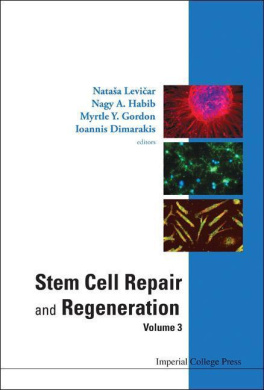 Nataša Levičar
Nagy A. Habib
Myrtle Y. Gordon
Ioannis Dimarakis
editors
Stem Cell Repair
and Regeneration
Volume 3
Imperial College Press